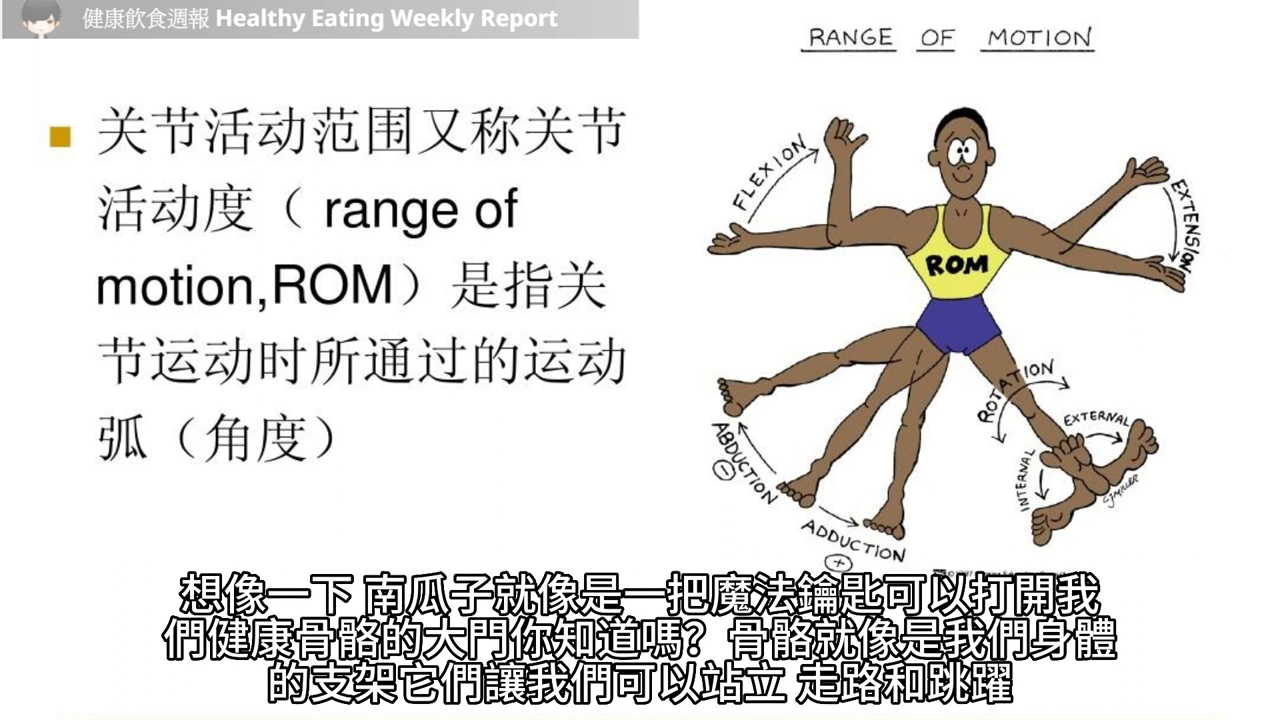 健康飲食週報 Healthy Eating Weekly Report
RANGE OF MOTION
关节活动范围又称关节
活动度（ range of
motion,ROM）是指关
节运动时所通过的运动
弧（角度）
FLEXION
EXTENSION
ROM
ROTATION
EXTERNAL
INTERNAL
ABDUCTION
ADDUCTION
想像一下 南瓜子就像是一把魔法鑰匙可以打開我
們健康骨骼的大門你知道嗎？骨骼就像是我們身體
的支架它們讓我們可以站立 走路和跳躍